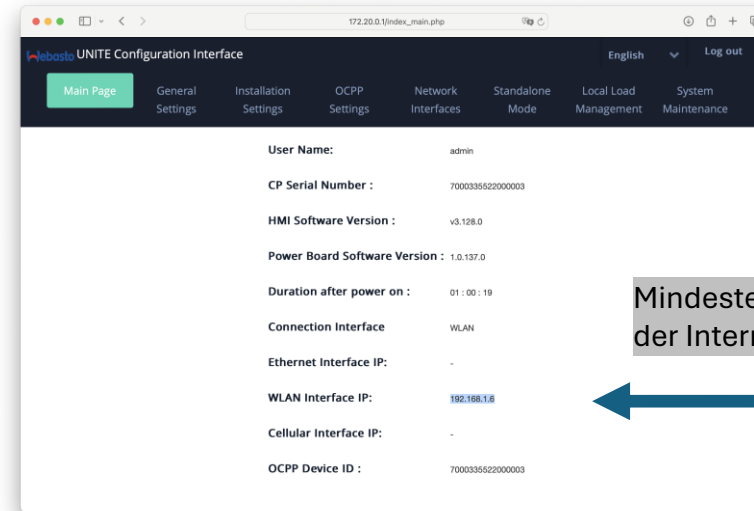 172.20.0.1/index_main.php
Webasto UNITE Configuration Interface
English
Log out
Main Page
General Settings
Installation Settings
OCPP Settings
Network Interfaces
Standalone Mode
Local Load Management
System Maintenance
User Name: admin
CP Serial Number : 7000335522000003
HMI Software Version : v3.128.0
Power Board Software Version : 1.0.137.0
Duration after power on : 01 : 00 : 19
Connection Interface WLAN
Ethernet Interface IP: -
WLAN Interface IP: 192.168.1.6
Cellular Interface IP: -
OCPP Device ID : 7000335522000003
Mindeste
der Inter